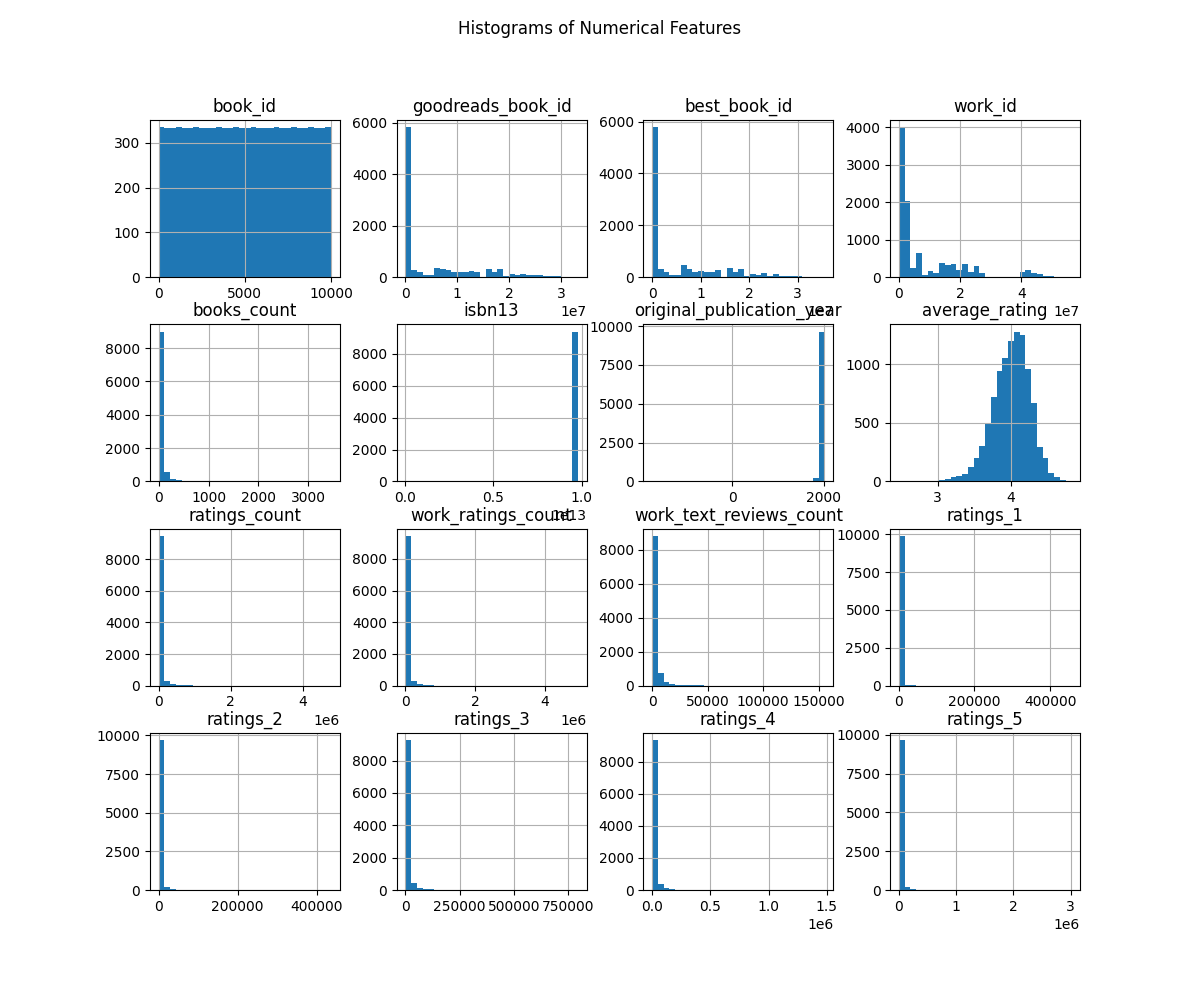 Histograms of Numerical Features
book_id
goodreads_book_id
best_book_id
work_id
300
200
100
0
0 5000 10000
6000
4000
2000
0
0 1 2 3
1e7
6000
4000
2000
0
0 1 2 3
1e7
4000
3000
2000
1000
0
0 2 4
1e7
books_count
isbn13
original_publication_year
average_rating
8000
6000
4000
2000
0
0 1000 2000 3000
8000
6000
4000
2000
0
0.0 0.5 1.0
1e13
10000
7500
5000
2500
0
0 2000
1000
500
0
3 4
ratings_count
work_ratings_count
work_text_reviews_count
ratings_1
8000
6000
4000
2000
0
0 2 4
1e6
8000
6000
4000
2000
0
0 2 4
1e6
8000
6000
4000
2000
0
0 50000 100000 150000
10000
7500
5000
2500
0
0 200000 400000
ratings_2
ratings_3
ratings_4
ratings_5
10000
7500
5000
2500
0
0 200000 400000
8000
6000
4000
2000
0
0 250000 500000 750000
8000
6000
4000
2000
0
0.0 0.5 1.0 1.5
1e6
10000
7500
5000
2500
0
0 1 2 3
1e6